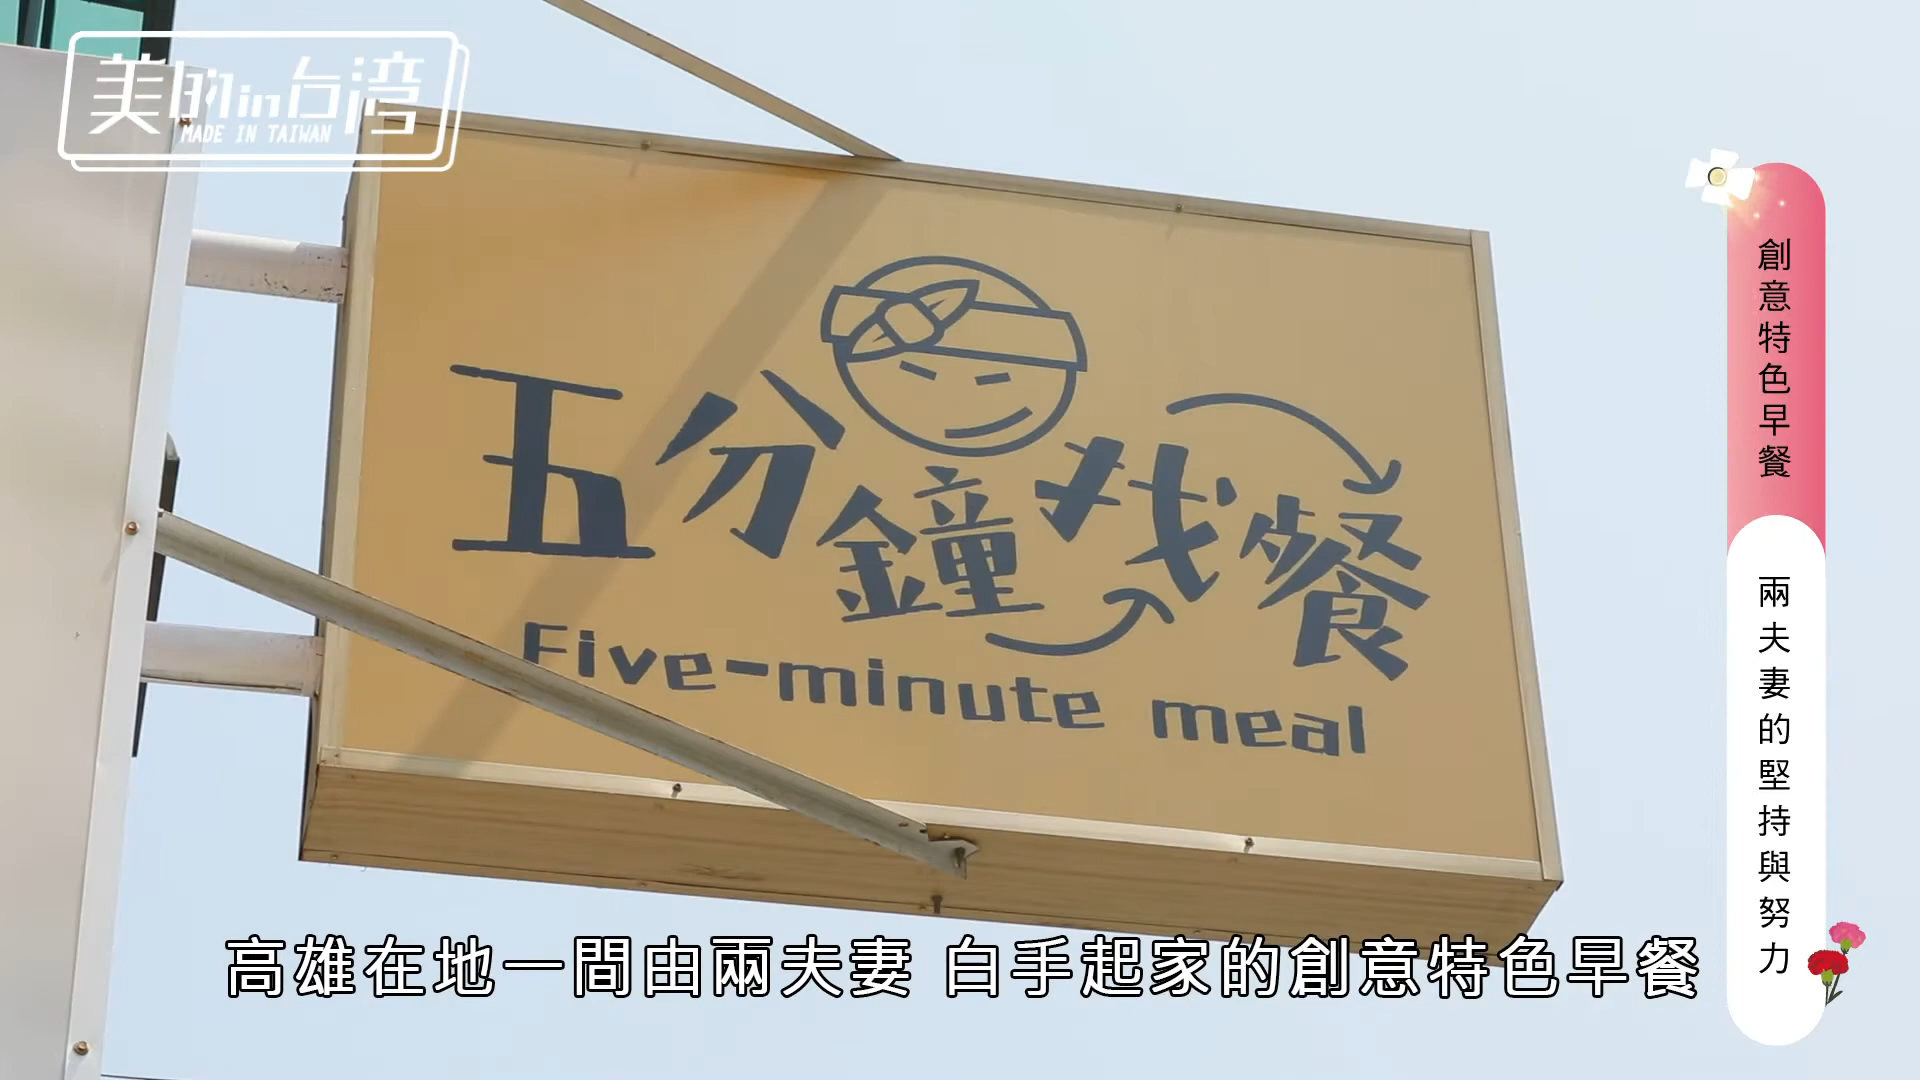 美的in台湾
MADE IN TAIWAN
五分鐘找餐
Five-minute meal
創意特色早餐
兩夫妻的堅持與努力
高雄在地一間由兩夫妻 白手起家的創意特色早餐